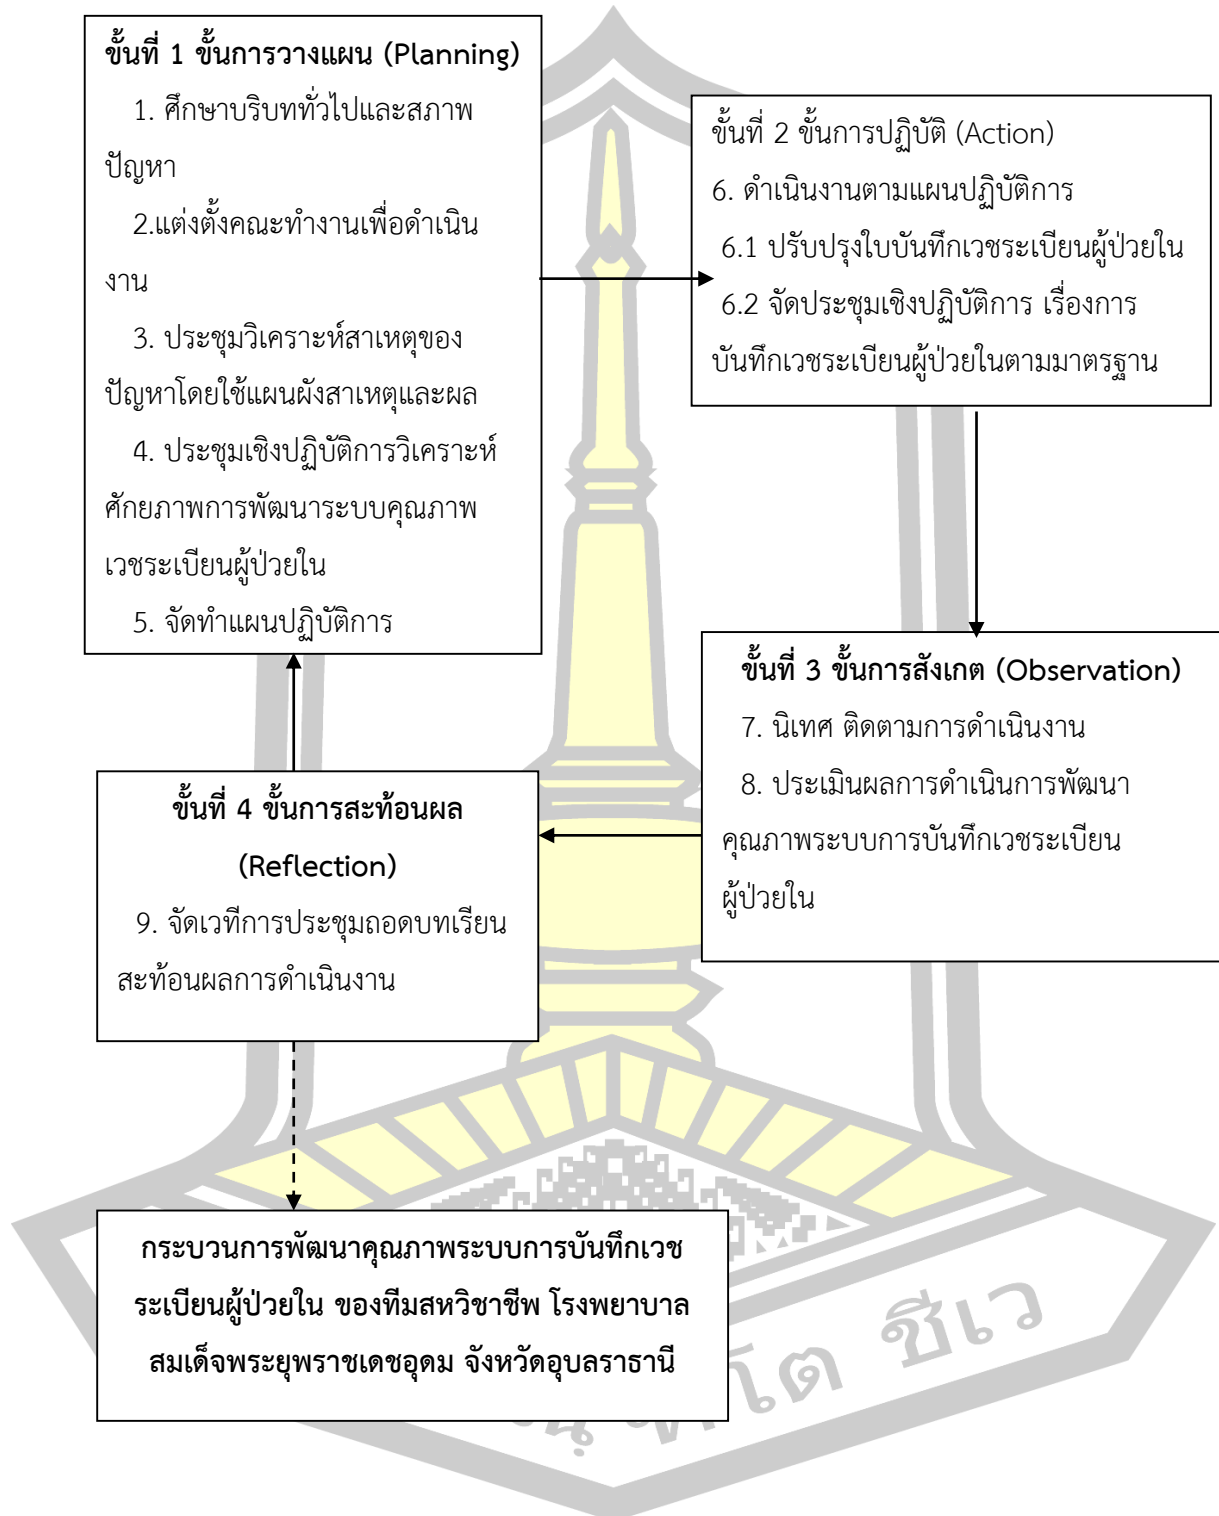 ขั้นที่ 1 ขั้นการวางแผน (Planning)
1. ศึกษาบริบททั่วไปและสภาพ
ปัญหา
2.แต่งตั้งคณะทำงานเพื่อดำเนิน
งาน
3. ประชุมวิเคราะห์สาเหตุของ
ปัญหาโดยใช้แผนผังสาเหตุและผล
4. ประชุมเชิงปฏิบัติการวิเคราะห์
ศักยภาพการพัฒนาระบบคุณภาพ
เวชระเบียนผู้ป่วยใน
5. จัดทำแผนปฏิบัติการ
ขั้นที่ 2 ขั้นการปฏิบัติ (Action)
6. ดำเนินงานตามแผนปฏิบัติการ
6.1 ปรับปรุงใบบันทึกเวชระเบียนผู้ป่วยใน
6.2 จัดประชุมเชิงปฏิบัติการ เรื่องการ
บันทึกเวชระเบียนผู้ป่วยในตามมาตรฐาน
ขั้นที่ 3 ขั้นการสังเกต (Observation)
7. นิเทศ ติดตามการดำเนินงาน
8. ประเมินผลการดำเนินการพัฒนา
คุณภาพระบบการบันทึกเวชระเบียน
ผู้ป่วยใน
ขั้นที่ 4 ขั้นการสะท้อนผล
(Reflection)
9. จัดเวทีการประชุมถอดบทเรียน
สะท้อนผลการดำเนินงาน
กระบวนการพัฒนาคุณภาพระบบการบันทึกเวช
ระเบียนผู้ป่วยใน ของทีมสหวิชาชีพ โรงพยาบาล
สมเด็จพระยุพราชเดชอุดม จังหวัดอุบลราธานี
ชีเว